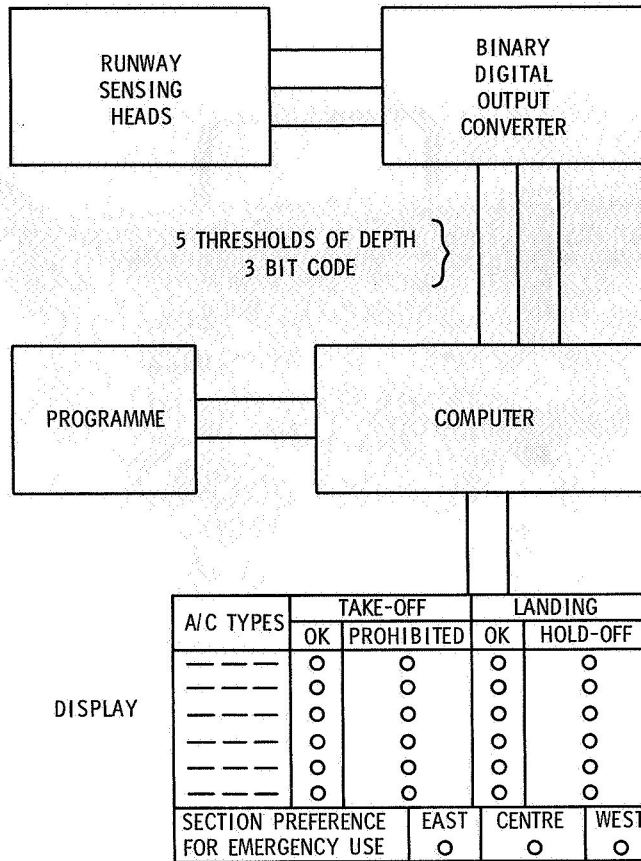 RUNWAY
SENSING
HEADS
BINARY
DIGITAL
OUTPUT
CONVERTER
5 THRESHOLDS OF DEPTH
3 BIT CODE
PROGRAMME
COMPUTER
DISPLAY
A/C TYPES
TAKE-OFF
LANDING
OK
PROHIBITED
OK
HOLD-OFF
SECTION PREFERENCE
FOR EMERGENCY USE
EAST
CENTRE
WEST